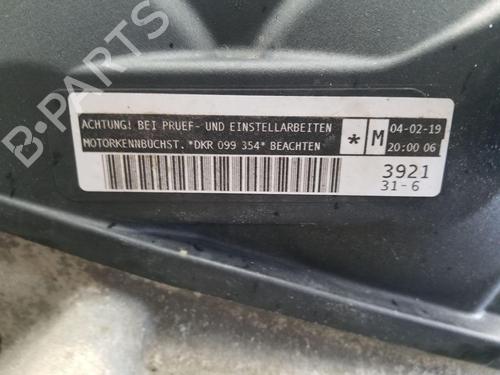 ACHTUNG! BEI PRUEF- UND EINSTELLARBEITEN
MOTORKENNBUCHST. *DKR 099 354* BEACHTEN
* M 04-02-19
20:00 06
3921
31-6